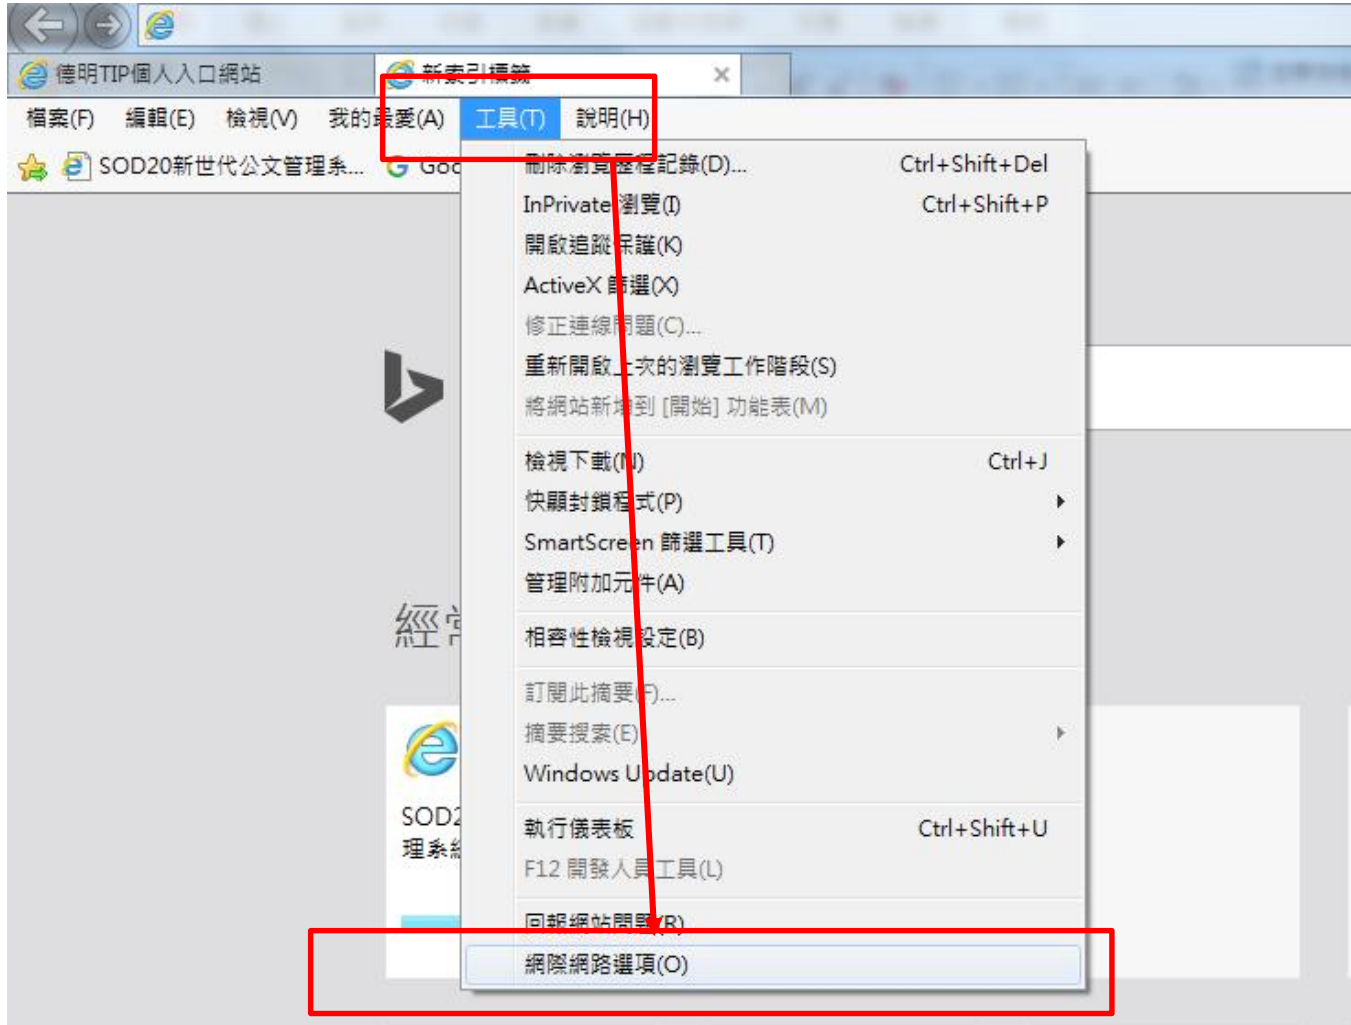 德明TIP個人入口網站
新索引標籤
檔案(F) 編輯(E) 檢視(V) 我的最愛(A) 工具(T) 說明(H)
SOD20新世代公文管理系...
刪除瀏覽歷程記錄(D)... Ctrl+Shift+Del
InPrivate 瀏覽(I) Ctrl+Shift+P
開啟追蹤保護(K)
ActiveX 篩選(X)
修正連線問題(C)...
重新開啟上次的瀏覽工作階段(S)
將網站新增到 [開始] 功能表(M)
檢視下載(N) Ctrl+J
快顯封鎖程式(P)
SmartScreen 篩選工具(T)
管理附加元件(A)
經常
相容性檢視設定(B)
訂閱此摘要(F)...
摘要搜索(E)
Windows Update(U)
SOD2
理系統
執行儀表板 Ctrl+Shift+U
F12 開發人員工具(L)
回報網站問題(R)
網際網路選項(O)